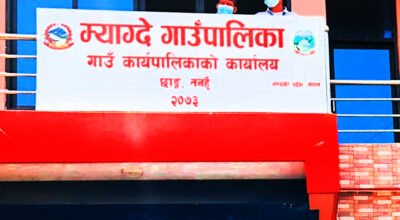 म्याग्दे गाउँपालिका
गाउँ कार्यपालिकाको कार्यालय
छाङ, तनहुँ
२०७३